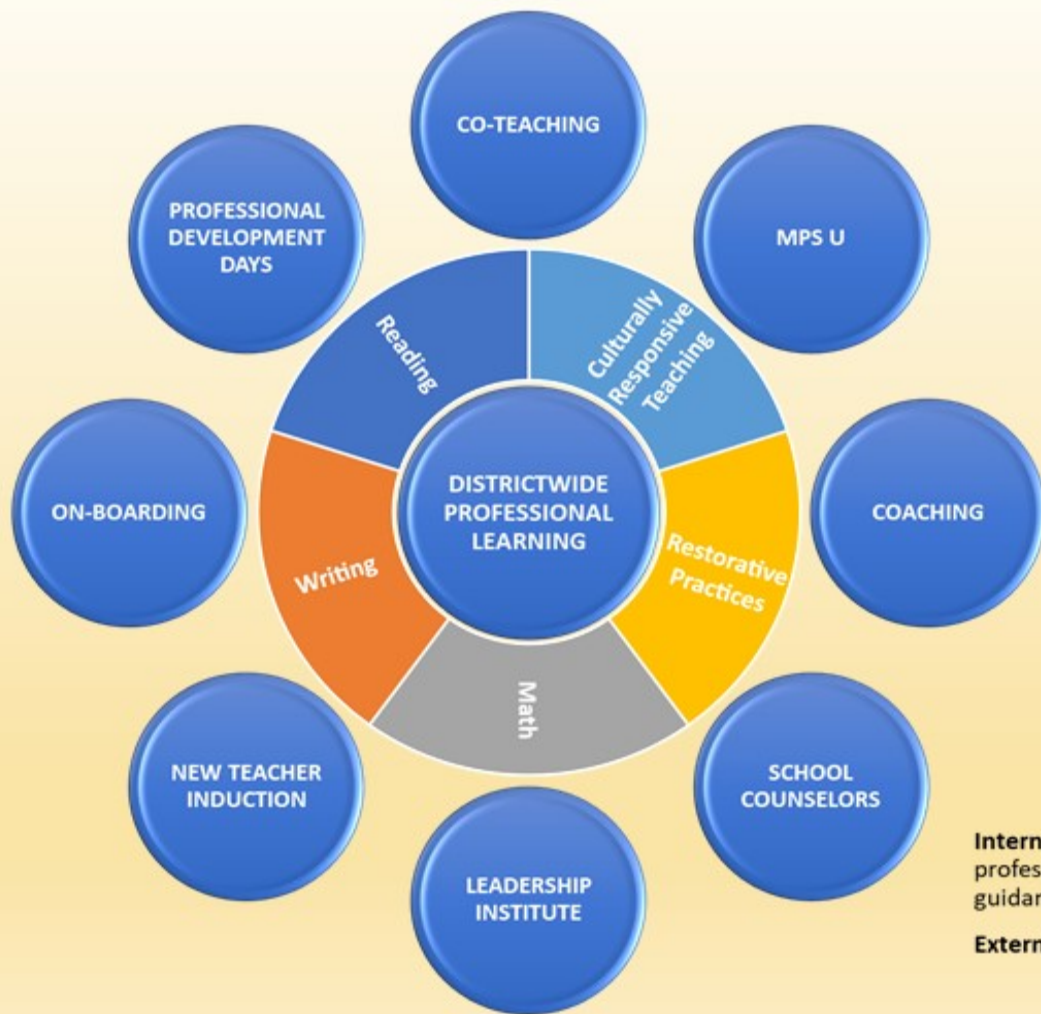 CO-TEACHING
PROFESSIONAL
DEVELOPMENT
DAYS
MPS U
Reading
Culturally
Responsive
Teaching
ON-BOARDING
DISTRICTWIDE
PROFESSIONAL
LEARNING
COACHING
Writing
Restorative
Practices
Math
NEW TEACHER
INDUCTION
SCHOOL
COUNSELORS
LEADERSHIP
INSTITUTE